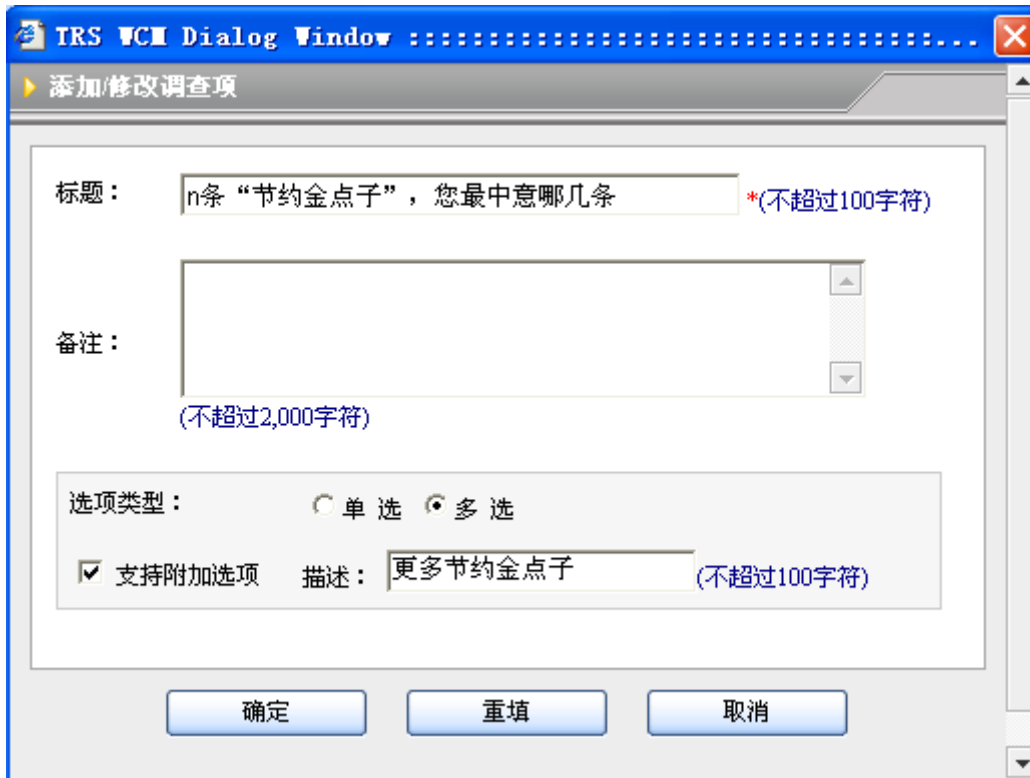 TRS WCM Dialog Window :::::::::::::::::::::::::::::::::...
添加/修改调查项
标题： n条“节约金点子”，您最中意哪几条 *(不超过100字符)
备注：
(不超过2,000字符)
选项类型： 单 选 多 选
支持附加选项 描述： 更多节约金点子 (不超过100字符)
确定 重填 取消